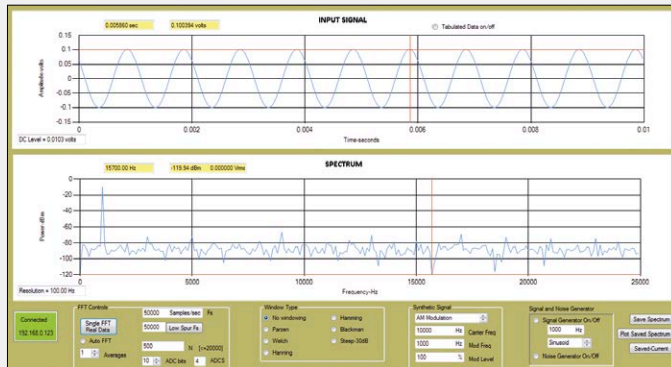 INPUT SIGNAL
0.005860 sec
0.100394 volts
Tabulated Data on/off
Amplitude-volts
0.15
0.1
0.05
0
-0.05
-0.1
-0.15
0 0.002 0.004 0.006 0.008 0.01
Time-seconds
DC Level = 0.0103 volts
SPECTRUM
15700.00 Hz
-119.94 dBm 0.000000 Vrms
Power-dBm
0
-20
-40
-60
-80
-100
-120
0 5000 10000 15000 20000 25000
Frequency-Hz
Resolution = 100.00 Hz
Connected
192.168.0.123
FFT Controls
Single FFT
Real Data
Auto FFT
1 Averages
50000 Samples/sec Fs
50000 Low Spur Fs
500 N [<=20000]
10 ADC bits 4 ADCS
Window Type
No windowing
Parzen
Welch
Hanning
Hamming
Blackman
Steep-30dB
Synthetic Signal
AM Modulation
10000 Hz Carrier Freq
1000 Hz Mod Freq
100 % Mod Level
Signal and Noise Generator
Signal Generator On/Off
1000 Hz
Sinusoid
Noise Generator On/Off
Save Spectrum
Plot Saved Spectrum
Saved-Current